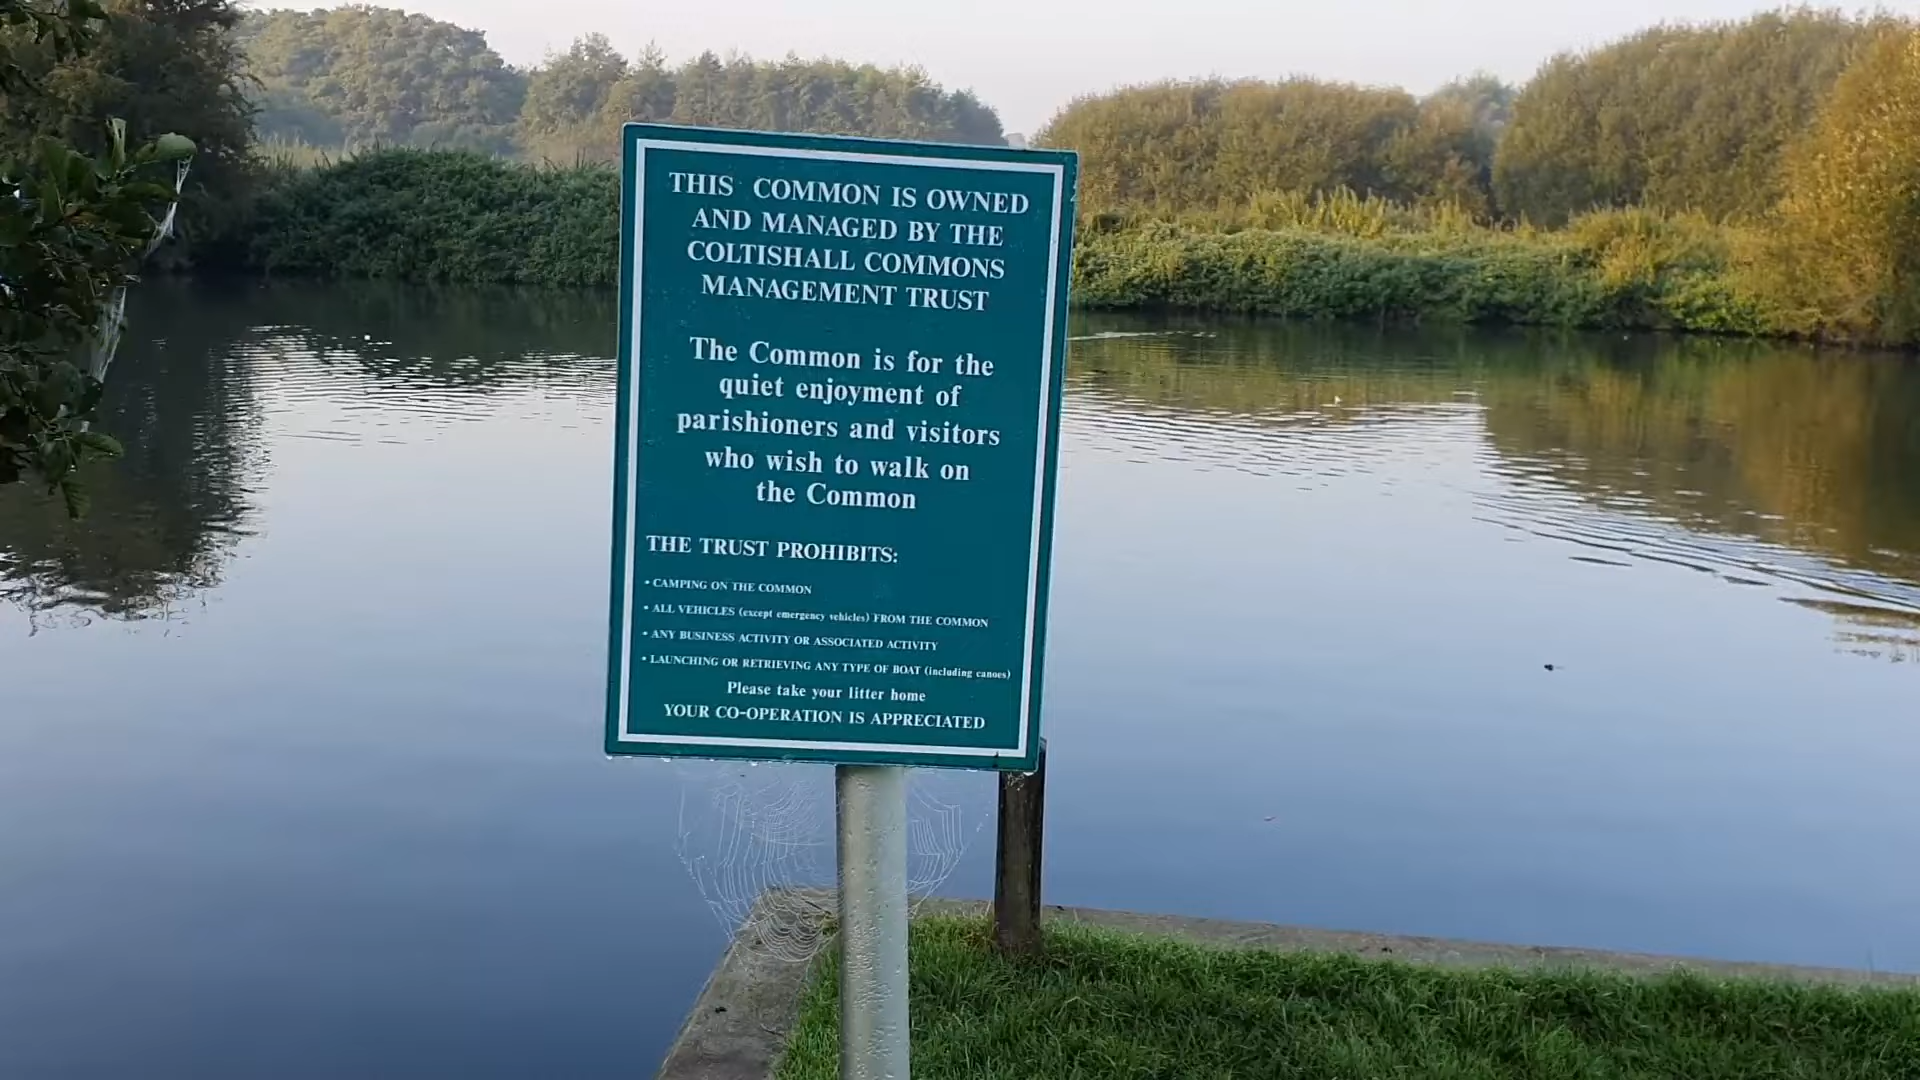 THIS COMMON IS OWNED
AND MANAGED BY THE
COLTISHALL COMMONS
MANAGEMENT TRUST
The Common is for the
quiet enjoyment of
parishioners and visitors
who wish to walk on
the Common
THE TRUST PROHIBITS:
• CAMPING ON THE COMMON
• ALL VEHICLES (except emergency vehicles) FROM THE COMMON
• ANY BUSINESS ACTIVITY OR ASSOCIATED ACTIVITY
• LAUNCHING OR RETRIEVING ANY TYPE OF BOAT (including canoes)
Please take your litter home
YOUR CO-OPERATION IS APPRECIATED